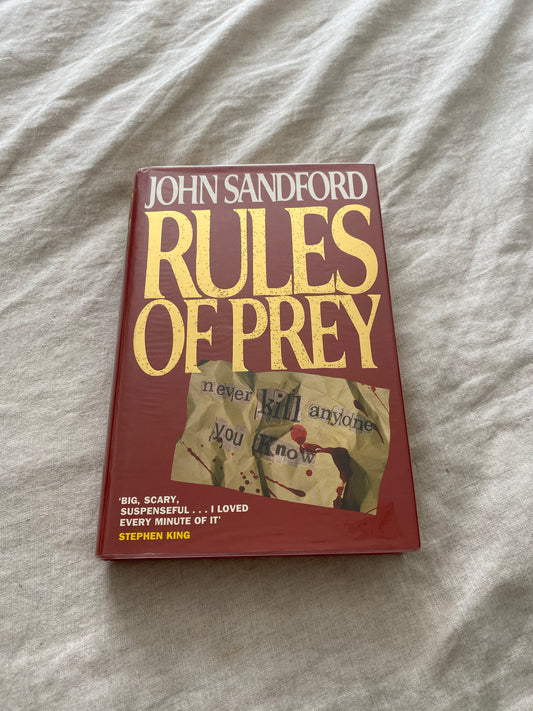 JOHN SANDFORD
RULES
OF PREY
never kill anyone
you know
‘BIG, SCARY,
SUSPENSEFUL . . . I LOVED
EVERY MINUTE OF IT’
STEPHEN KING